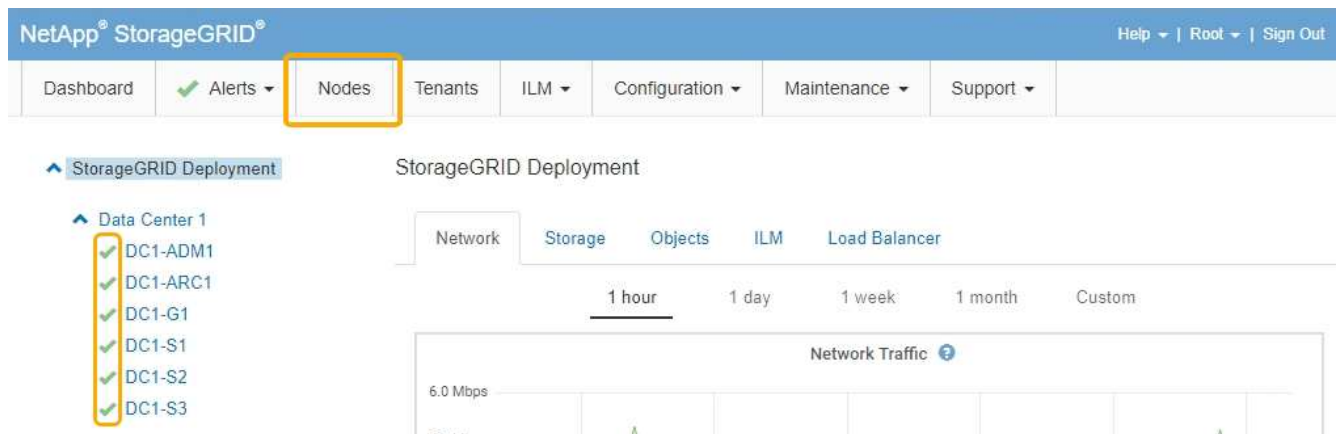 NetApp® StorageGRID® Help | Root | Sign Out
Dashboard Alerts Nodes Tenants ILM Configuration Maintenance Support
StorageGRID Deployment StorageGRID Deployment
Data Center 1
Network Storage Objects ILM Load Balancer
DC1-ADM1
DC1-ARC1
1 hour 1 day 1 week 1 month Custom
DC1-G1
DC1-S1
Network Traffic ?
DC1-S2
6.0 Mbps
DC1-S3